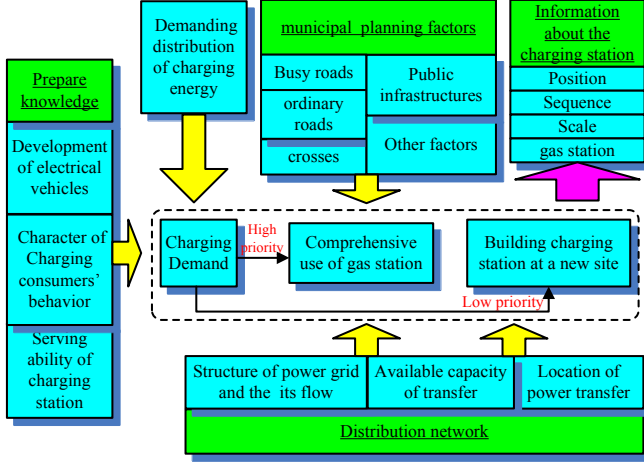 Prepare
knowledge
Development
of electrical
vehicles
Character of
Charging
consumers’
behavior
Serving
ability of
charging
station
Demanding
distribution
of charging
energy
municipal planning factors
Busy roads
ordinary
roads
crosses
Public
infrastructures
Other factors
Information
about the
charging station
Position
Sequence
Scale
gas station
Charging
Demand
High
priority
Comprehensive
use of gas station
Building charging
station at a new site
Low priority
Structure of power grid
and the its flow
Available capacity
of transfer
Location of
power transfer
Distribution network